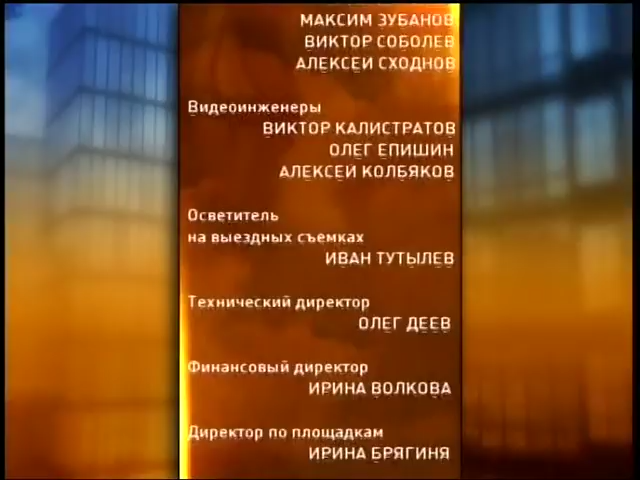 МАКСИМ ЗУБАНОВ
ВИКТОР СОБОЛЕВ
АЛЕКСЕЙ СХОДНОВ
Видеоинженеры
ВИКТОР КАЛИСТРАТОВ
ОЛЕГ ЕПИШИН
АЛЕКСЕЙ КОЛБЯКОВ
Осветитель
на выездных съемках
ИВАН ТУТЫЛЕВ
Технический директор
ОЛЕГ ДЕЕВ
Финансовый директор
ИРИНА ВОЛКОВА
Директор по площадкам
ИРИНА БРЯГИНЯ